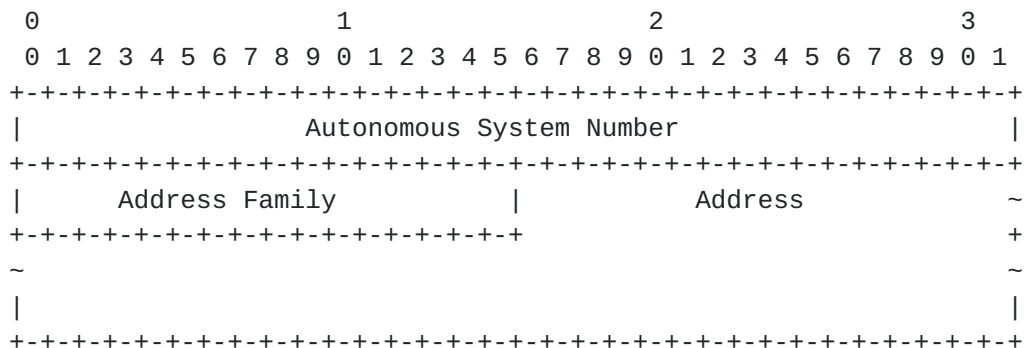 0                   1                   2                   3
 0 1 2 3 4 5 6 7 8 9 0 1 2 3 4 5 6 7 8 9 0 1 2 3 4 5 6 7 8 9 0 1
+-+-+-+-+-+-+-+-+-+-+-+-+-+-+-+-+-+-+-+-+-+-+-+-+-+-+-+-+-+-+-+-+
|                  Autonomous System Number                     |
+-+-+-+-+-+-+-+-+-+-+-+-+-+-+-+-+-+-+-+-+-+-+-+-+-+-+-+-+-+-+-+-+
|      Address Family           |           Address             ~
+-+-+-+-+-+-+-+-+-+-+-+-+-+-+-+-+                               +
~                                                               ~
|                                                               |
+-+-+-+-+-+-+-+-+-+-+-+-+-+-+-+-+-+-+-+-+-+-+-+-+-+-+-+-+-+-+-+-+